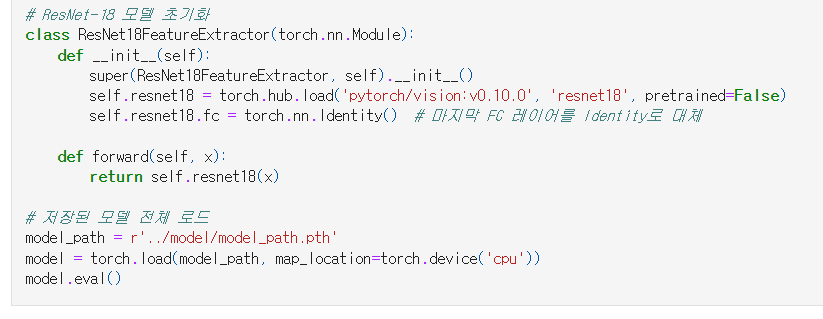 # ResNet-18 모델 초기화
class ResNet18FeatureExtractor(torch.nn.Module):
    def __init__(self):
        super(ResNet18FeatureExtractor, self).__init__()
        self.resnet18 = torch.hub.load('pytorch/vision:v0.10.0', 'resnet18', pretrained=False)
        self.resnet18.fc = torch.nn.Identity()  # 마지막 FC 레이어를 Identity로 대체
    def forward(self, x):
        return self.resnet18(x)
# 저장된 모델 전체 로드
model_path = r'../model/model_path.pth'
model = torch.load(model_path, map_location=torch.device('cpu'))
model.eval()